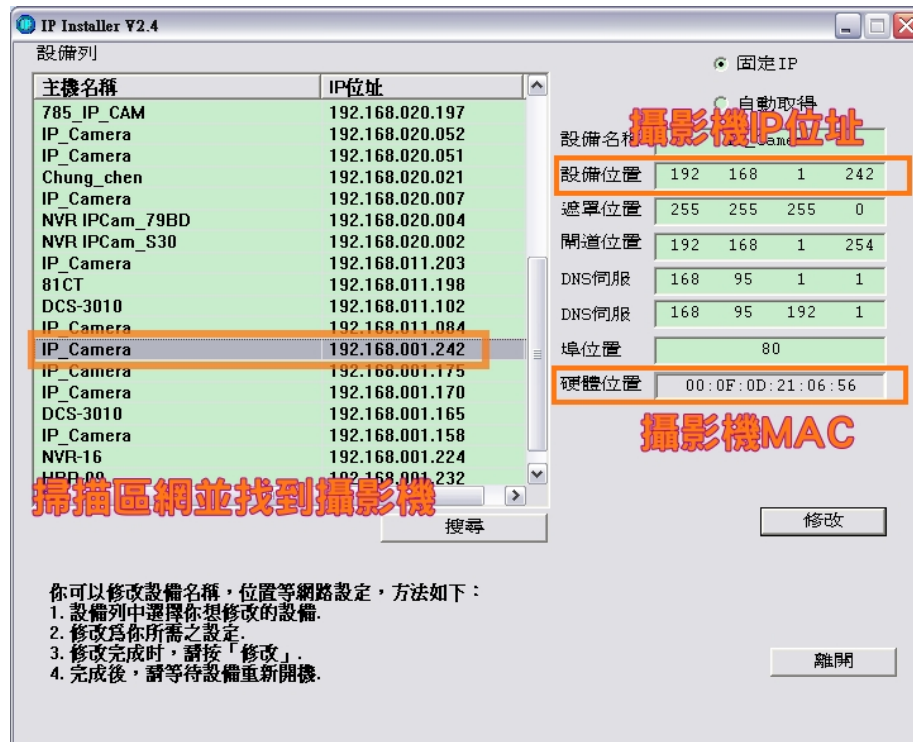 IP Installer V2.4
設備列
主機名稱 IP位址
785_IP_CAM 192.168.020.197
IP_Camera 192.168.020.052
IP_Camera 192.168.020.051
Chung_chen 192.168.020.021
IP_Camera 192.168.020.007
NVR IPCam_79BD 192.168.020.004
NVR IPCam_S30 192.168.020.002
IP_Camera 192.168.011.203
81CT 192.168.011.198
DCS-3010 192.168.011.102
IP_Camera 192.168.011.084
IP_Camera 192.168.001.242
IP_Camera 192.168.001.175
IP_Camera 192.168.001.170
DCS-3010 192.168.001.165
IP_Camera 192.168.001.158
NVR-16 192.168.001.224
192.168.001.232
掃描區網並找到攝影機
搜尋
固定IP
自動取得
攝影機IP位址
設備名稱
設備位置 192 168 1 242
遮罩位置 255 255 255 0
閘道位置 192 168 1 254
DNS伺服 168 95 1 1
DNS伺服 168 95 192 1
埠位置 80
硬體位置 00:0F:0D:21:06:56
攝影機MAC
修改
你可以修改設備名稱，位置等網路設定，方法如下：
1. 設備列中選擇你想修改的設備.
2. 修改爲你所需之設定.
3. 修改完成时，請按「修改」.
4. 完成後，請等待設備重新開機.
離開